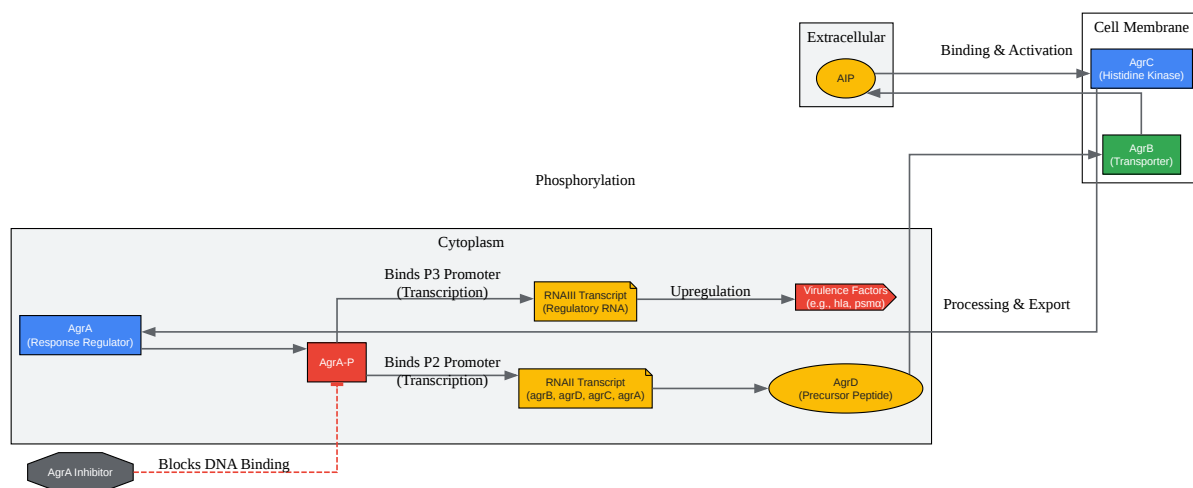 Extracellular
AIP
Binding & Activation
Cell Membrane
AgrC
(Histidine Kinase)
AgrB
(Transporter)
Phosphorylation
Cytoplasm
Binds P3 Promoter
(Transcription)
RNAIII Transcript
(Regulatory RNA)
Upregulation
Virulence Factors
(e.g., hla, psmα)
Processing & Export
AgrA
(Response Regulator)
AgrA-P
Binds P2 Promoter
(Transcription)
RNAII Transcript
(agrB, agrD, agrC, agrA)
AgrD
(Precursor Peptide)
AgrA Inhibitor
Blocks DNA Binding